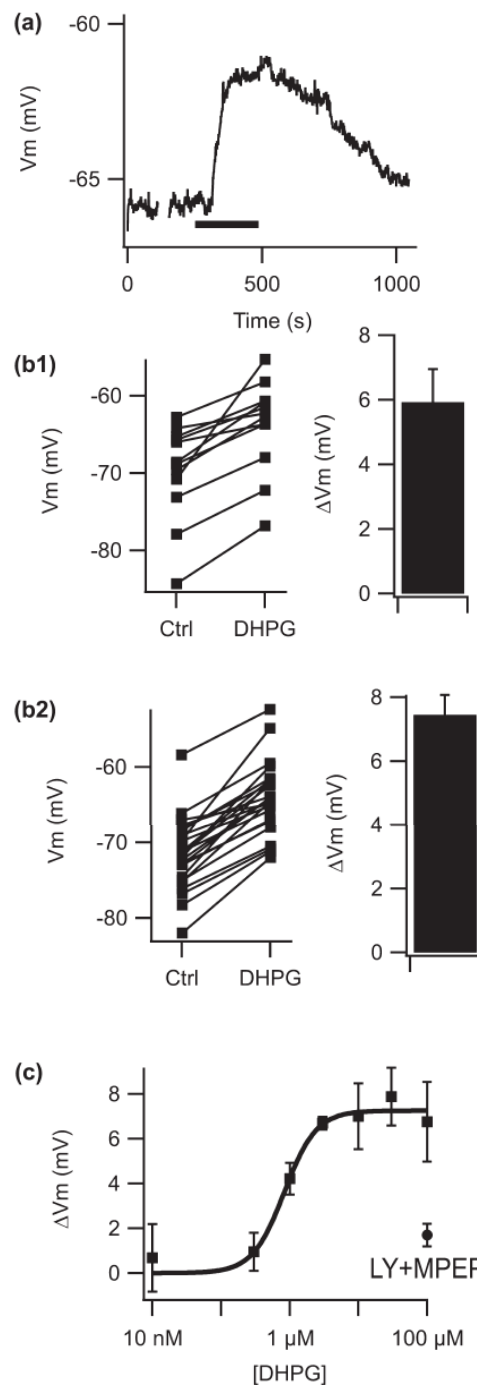 (a)
-60
-65
Vm (mV)
0
500
1000
Time (s)
(b1)
-60
-70
-80
Vm (mV)
Ctrl
DHPG
8
6
4
2
0
ΔVm (mV)
(b2)
-60
-70
-80
Vm (mV)
Ctrl
DHPG
8
6
4
2
0
ΔVm (mV)
(c)
8
6
4
2
0
ΔVm (mV)
LY+MPEP
10 nM
1 µM
100 µM
[DHPG]